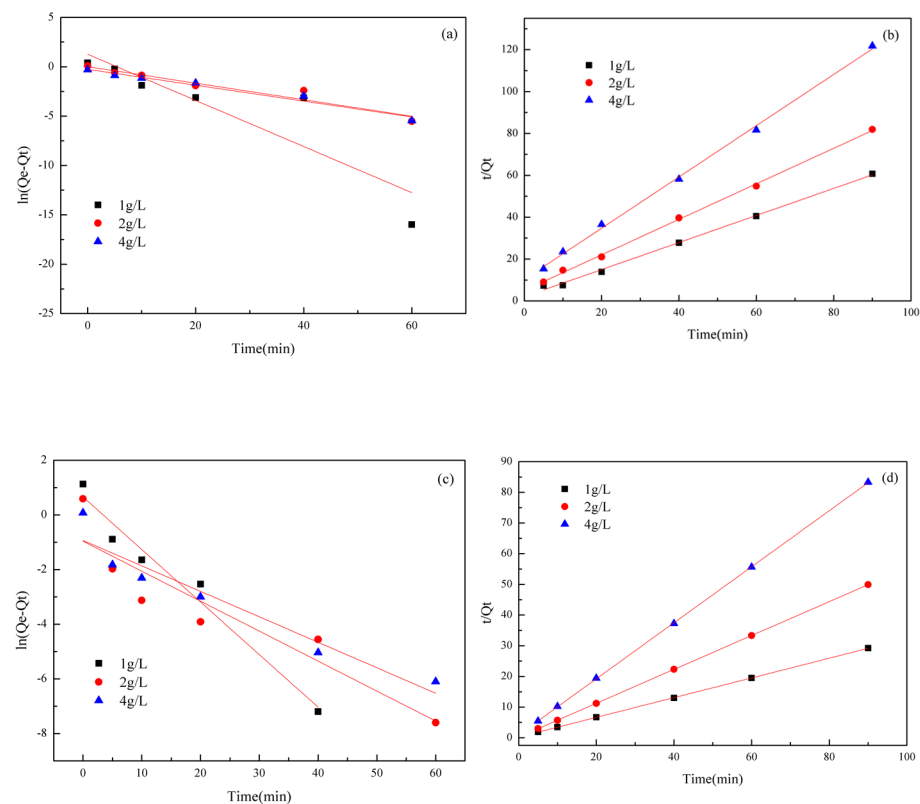 (a)
5
0
-5
-10
-15
-20
-25
ln(Qe-Qt)
1g/L
2g/L
4g/L
0 20 40 60
Time(min)
(b)
120
100
80
60
40
20
0
t/Qt
1g/L
2g/L
4g/L
0 20 40 60 80 100
Time(min)
(c)
2
0
-2
-4
-6
-8
ln(Qe-Qt)
1g/L
2g/L
4g/L
0 10 20 30 40 50 60
Time(min)
(d)
90
80
70
60
50
40
30
20
10
0
t/Qt
1g/L
2g/L
4g/L
0 20 40 60 80 100
Time(min)